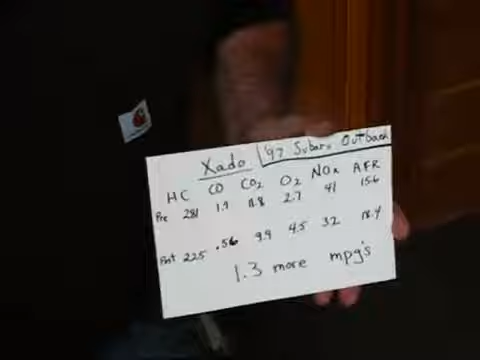 Xado 97 Subaru Outback
HC CO CO2 O2 NOx AFR
Pre 281 1.9 11.8 2.7 41 15.6
Post 225 .56 9.9 4.5 32 18.4
1.3 more mpg's